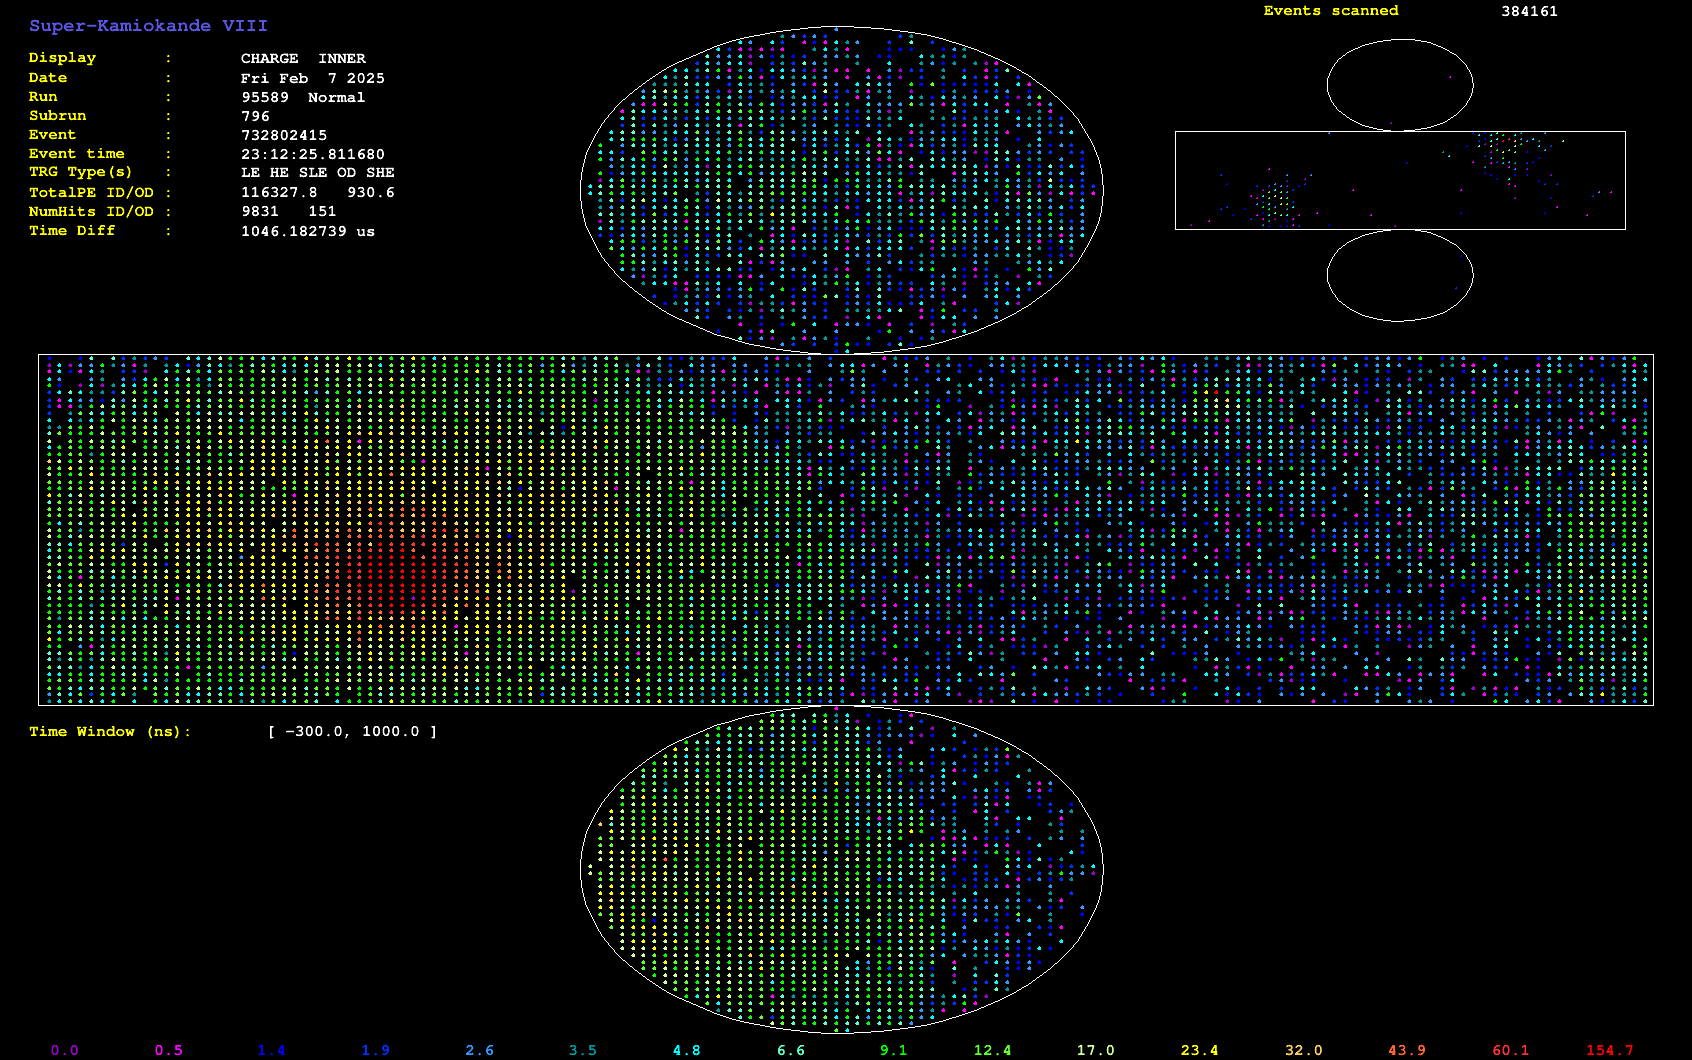 Super-Kamiokande VIII
Display : CHARGE INNER
Date : Fri Feb 7 2025
Run : 95589 Normal
Subrun : 796
Event : 732802415
Event time : 23:12:25.811680
TRG Type(s) : LE HE SLE OD SHE
TotalPE ID/OD : 116327.8 930.6
NumHits ID/OD : 9831 151
Time Diff : 1046.182739 us
Events scanned 384161
Time Window (ns): [ -300.0, 1000.0 ]
0.0 0.5 1.4 1.9 2.6 3.5 4.8 6.6 9.1 12.4 17.0 23.4 32.0 43.9 60.1 154.7